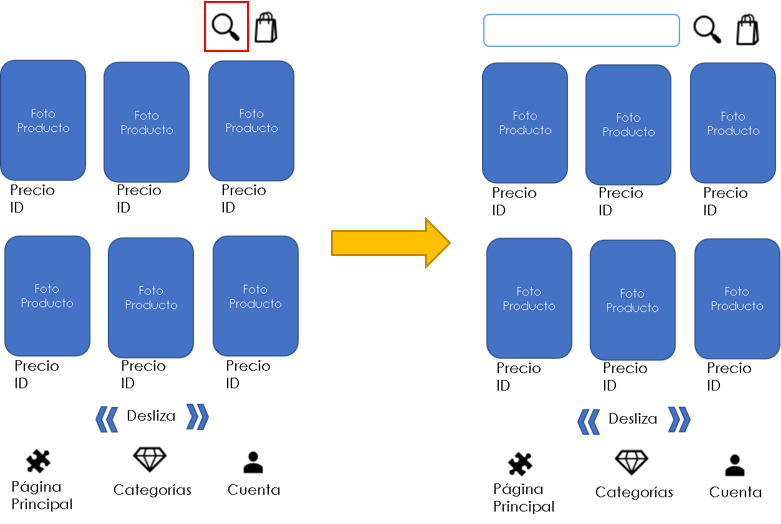 Foto
Producto
Foto
Producto
Foto
Producto
Precio
ID
Precio
ID
Precio
ID
Foto
Producto
Foto
Producto
Foto
Producto
Precio
ID
Precio
ID
Precio
ID
Desliza
Página
Principal
Categorías
Cuenta
Foto
Producto
Foto
Producto
Foto
Producto
Precio
ID
Precio
ID
Precio
ID
Foto
Producto
Foto
Producto
Foto
Producto
Precio
ID
Precio
ID
Precio
ID
Desliza
Página
Principal
Categorías
Cuenta